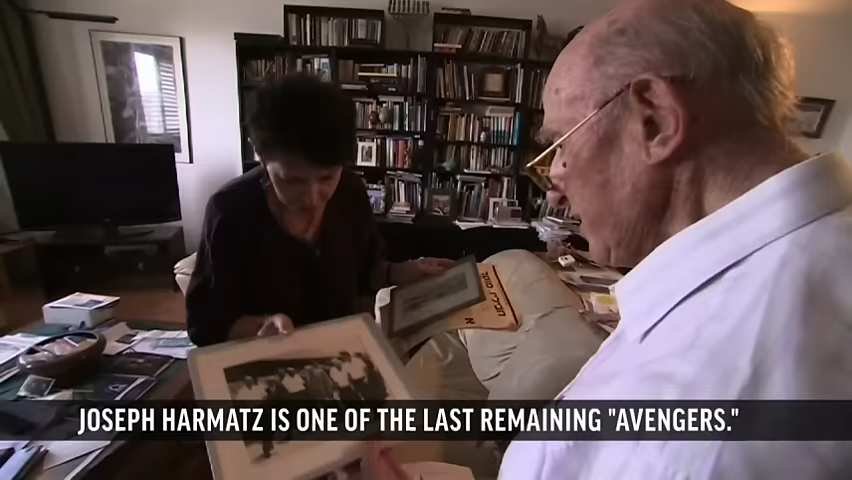 JOSEPH HARMATZ IS ONE OF THE LAST REMAINING "AVENGERS."